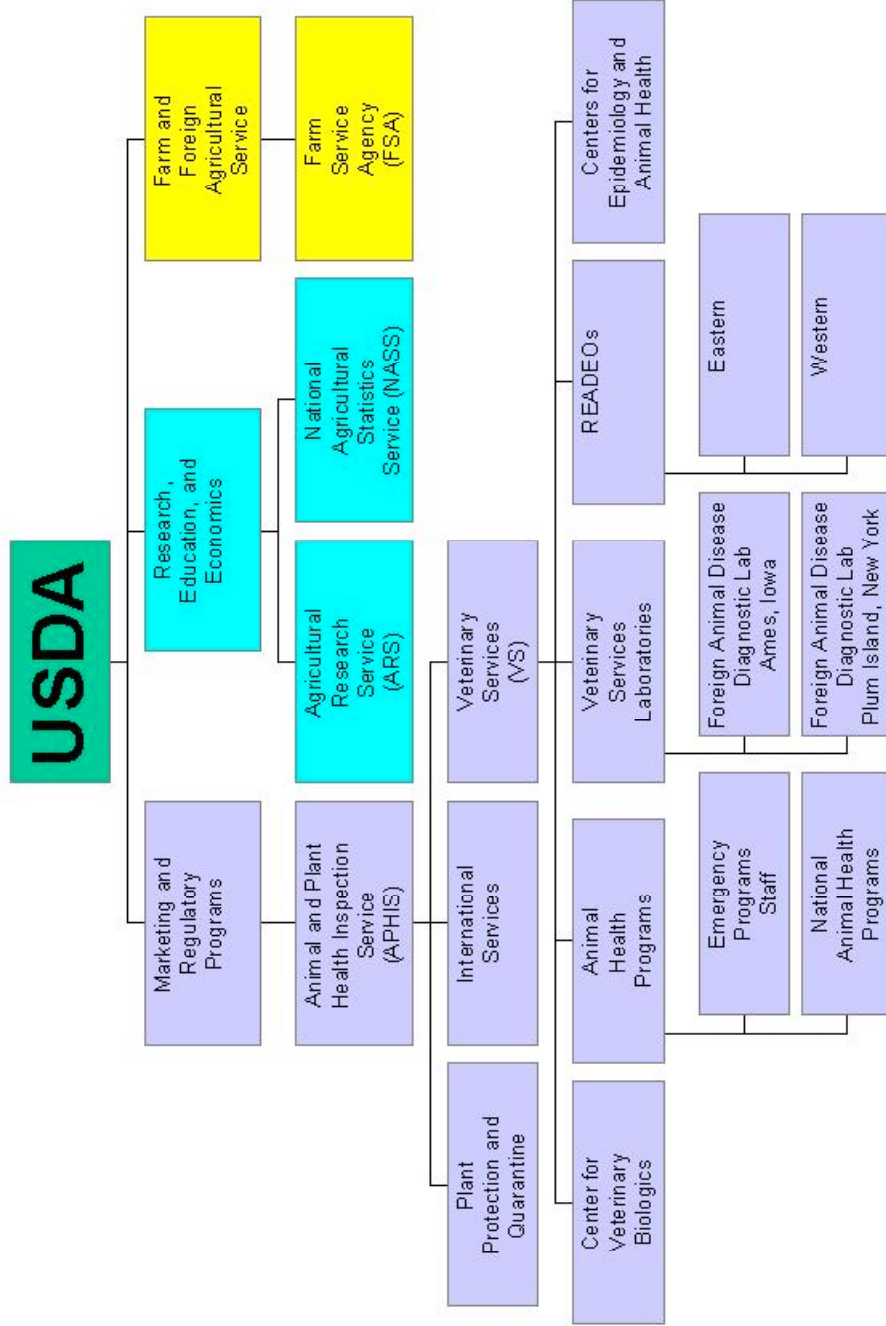 USDA
Marketing and
Regulatory
Programs
Research,
Education, and
Economics
Farm and
Foreign
Agricultural
Service
Animal and Plant
Health Inspection
Service
(APHIS)
Agricultural
Research
Service
(ARS)
National
Agricultural
Statistics
Service (NASS)
Farm
Service
Agency
(FSA)
Plant
Protection and
Quarantine
International
Services
Veterinary
Services
(VS)
Center for
Veterinary
Biologics
Animal
Health
Programs
Veterinary
Services
Laboratories
READEOs
Centers for
Epidemiology and
Animal Health
Emergency
Programs
Staff
Foreign Animal Disease
Diagnostic Lab
Ames, Iowa
Eastern
National
Animal Health
Programs
Foreign Animal Disease
Diagnostic Lab
Plum Island, New York
Western